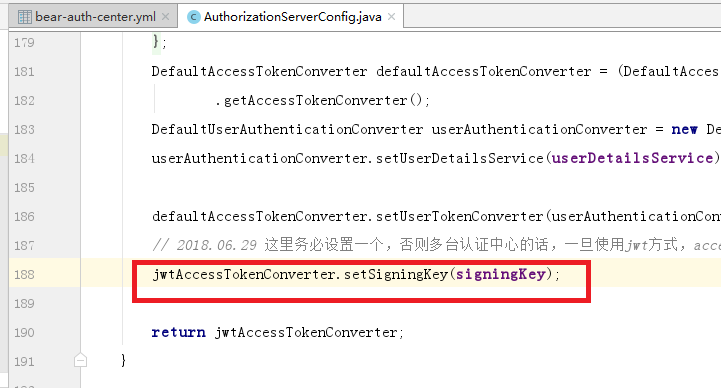 bear-auth-center.yml × AuthorizationServerConfig.java ×
179 };
181 DefaultAccessTokenConverter defaultAccessTokenConverter = (DefaultAcces
182 .getAccessTokenConverter();
183 DefaultUserAuthenticationConverter userAuthenticationConverter = new De
184 userAuthenticationConverter.setUserDetailsService(userDetailsService)
185
186 defaultAccessTokenConverter.setUserTokenConverter(userAuthenticationConv
187 // 2018.06.29 这里务必设置一个，否则多台认证中心的话，一旦使用jwt方式，acce
188 jwtAccessTokenConverter.setSigningKey(signingKey);
189
190 return jwtAccessTokenConverter;
191 }